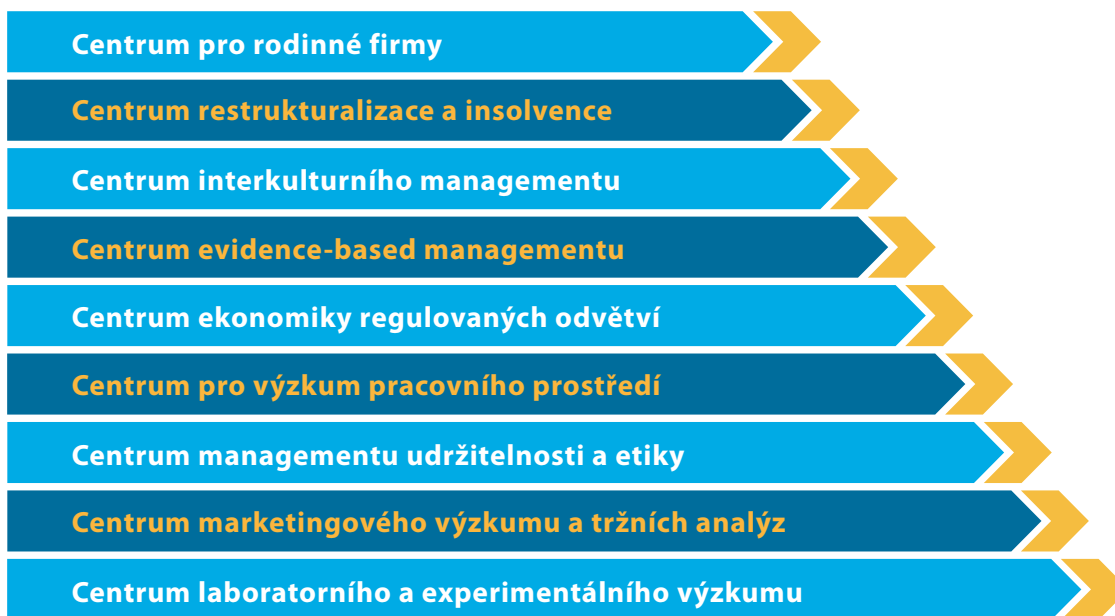 Centrum pro rodinné firmy
Centrum restrukturalizace a insolvence
Centrum interkulturního managementu
Centrum evidence-based managementu
Centrum ekonomiky regulovaných odvětví
Centrum pro výzkum pracovního prostředí
Centrum managementu udržitelnosti a etiky
Centrum marketingového výzkumu a tržních analýz
Centrum laboratorního a experimentálního výzkumu